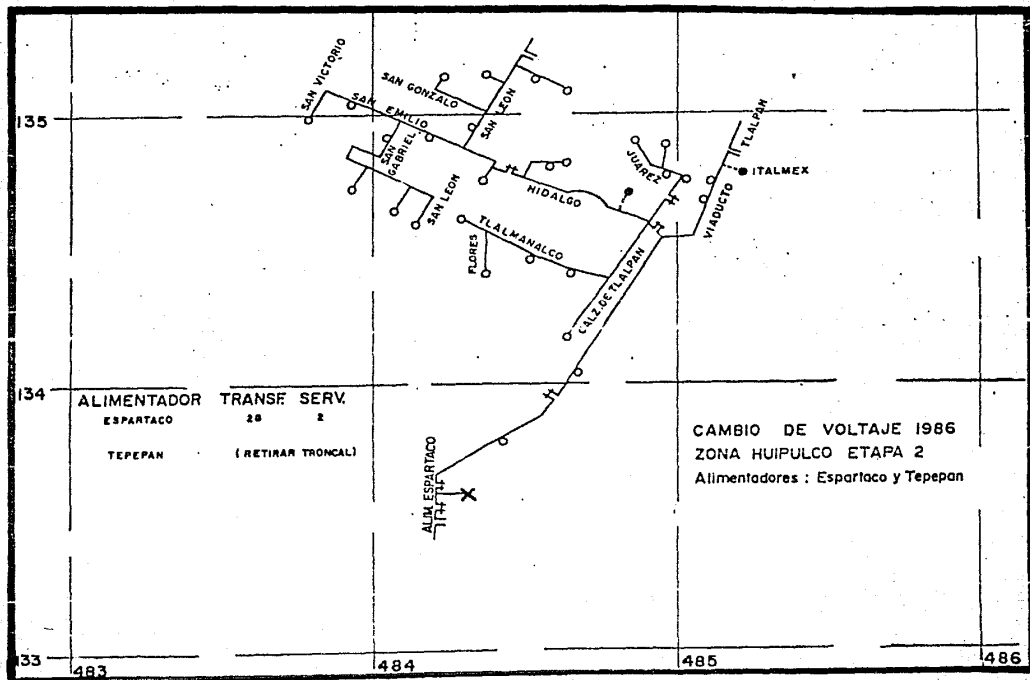 SAN VICTORIO
SAN EMILIO
SAN GONZALO
SAN LEON
SAN GABRIEL
SAN LEON
HIDALGO
JUAREZ
TLALPAN
ITALMEX
VIADUCTO
TLALMANALCO
FLORES
CALZ. DE TLALPAN
135
134
ALIMENTADOR TRANSF. SERV.
ESPARTACO 28 2
TEPEPAN (RETIRAR TRONCAL)
CAMBIO DE VOLTAJE 1986
ZONA HUIPULCO ETAPA 2
Alimentadores : Espartaco y Tepepan
ALIM. ESPARTACO
133
483
484
485
486